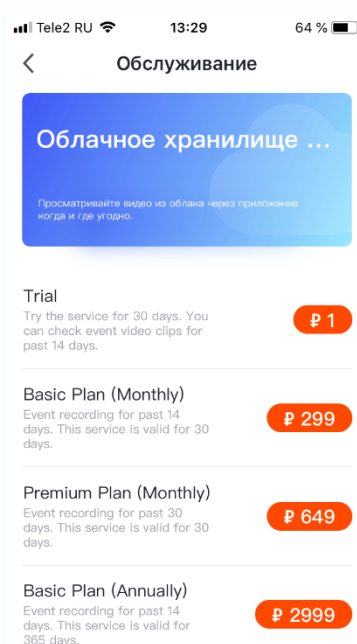 Tele2 RU 13:29 64 %
Обслуживание
Облачное хранилище ...
Просматривайте видео из облака через приложение
когда и где угодно.
Trial
Try the service for 30 days. You
can check event video clips for
past 14 days.
₽ 1
Basic Plan (Monthly)
Event recording for past 14
days. This service is valid for 30
days.
₽ 299
Premium Plan (Monthly)
Event recording for past 30
days. This service is valid for 30
days.
₽ 649
Basic Plan (Annually)
Event recording for past 14
days. This service is valid for
365 days.
₽ 2999